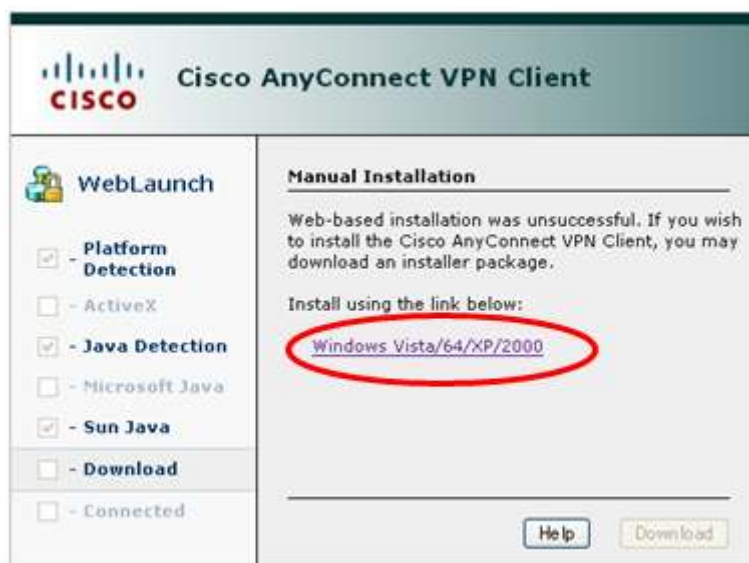 CISCO
Cisco AnyConnect VPN Client
WebLaunch
- Platform
Detection
- ActiveX
- Java Detection
- Microsoft Java
- Sun Java
- Download
- Connected
Manual Installation
Web-based installation was unsuccessful. If you wish
to install the Cisco AnyConnect VPN Client, you may
download an installer package.
Install using the link below:
Windows Vista/64/XP/2000
Help
Download